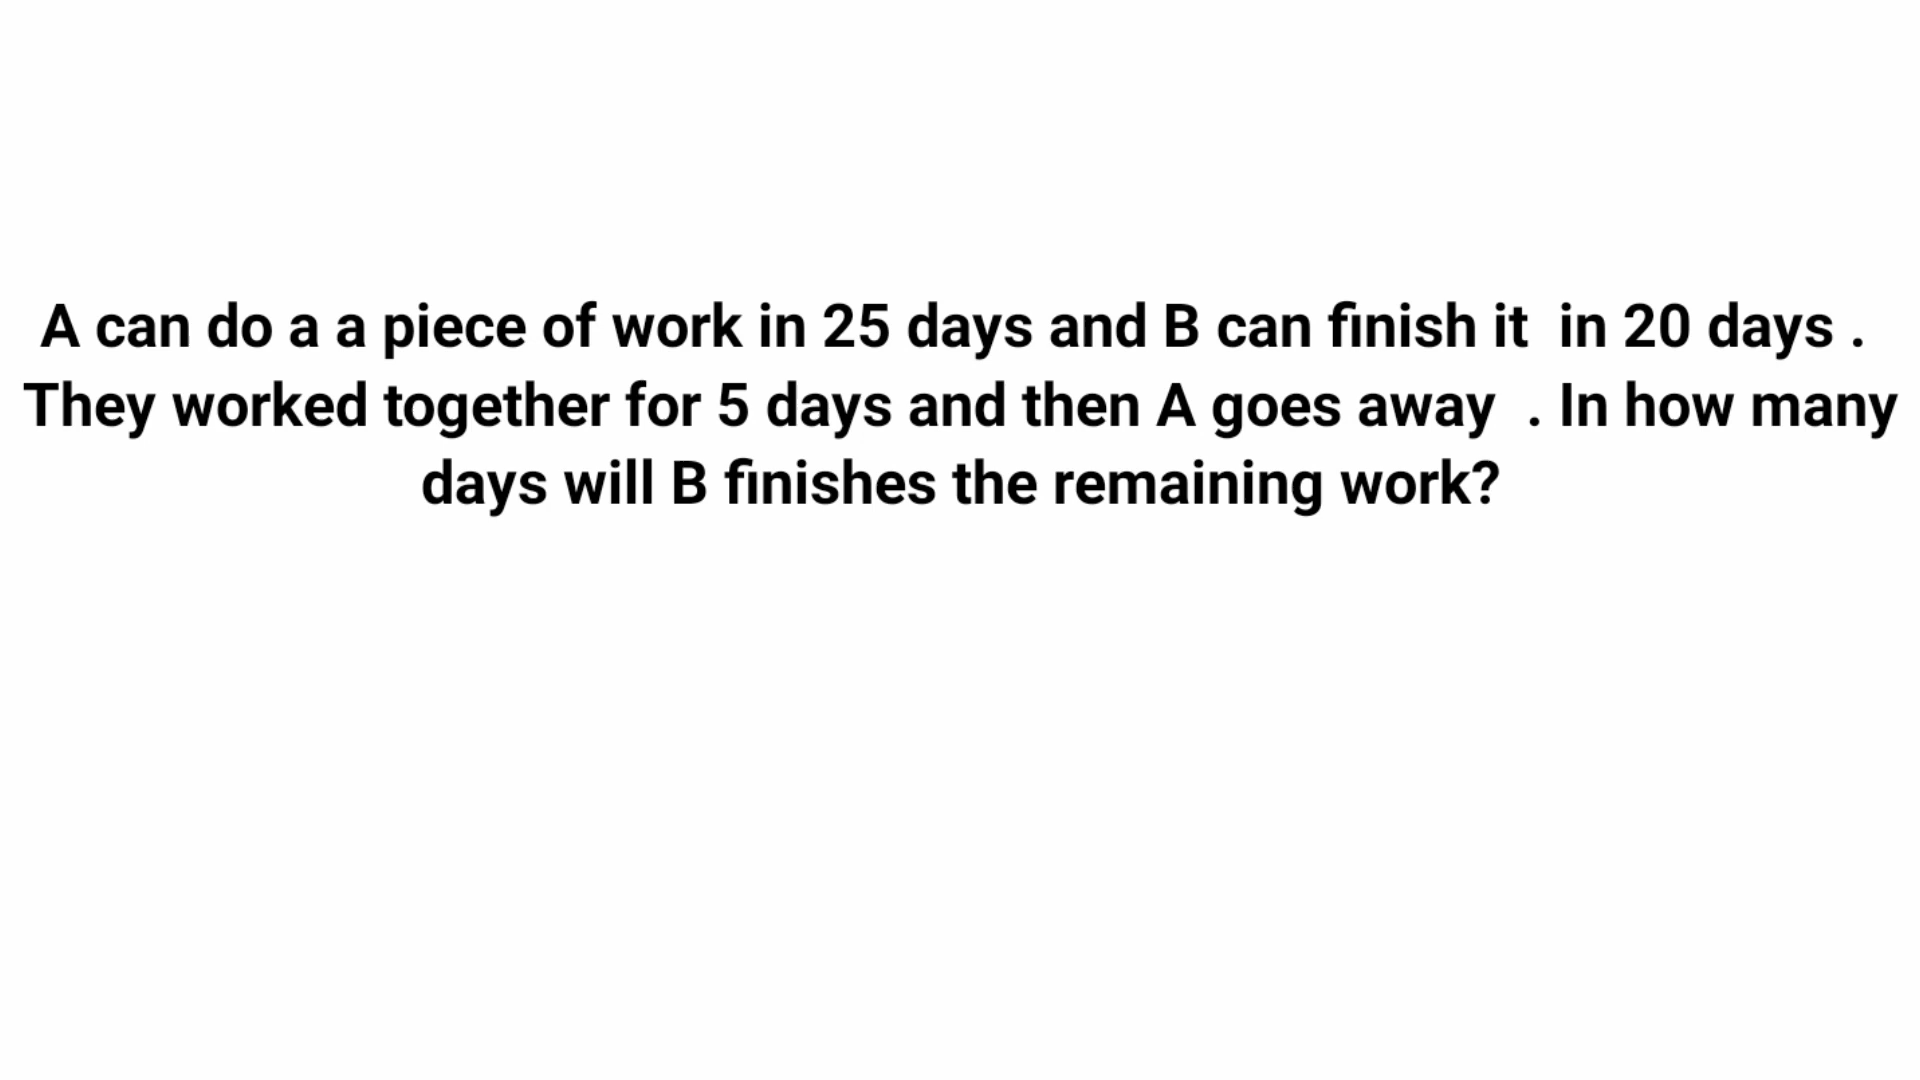 A can do a a piece of work in 25 days and B can finish it  in 20 days .
They worked together for 5 days and then A goes away  . In how many
days will B finishes the remaining work?